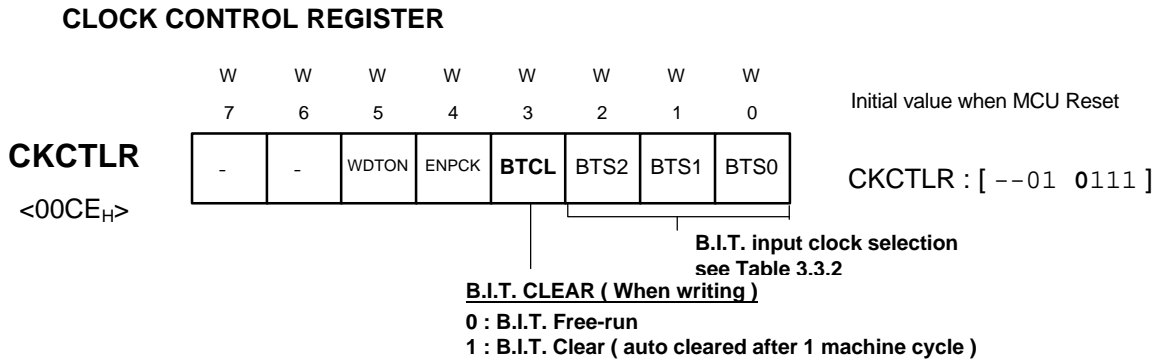 CLOCK CONTROL REGISTER
W W W W W W W W
7 6 5 4 3 2 1 0
Initial value when MCU Reset
CKCTLR
- - WDTON ENPCK BTCL BTS2 BTS1 BTS0
CKCTLR : [ --01 0111 ]
<00CEH>
B.I.T. input clock selection
see Table 3.3.2
B.I.T. CLEAR ( When writing )
0 : B.I.T. Free-run
1 : B.I.T. Clear ( auto cleared after 1 machine cycle )